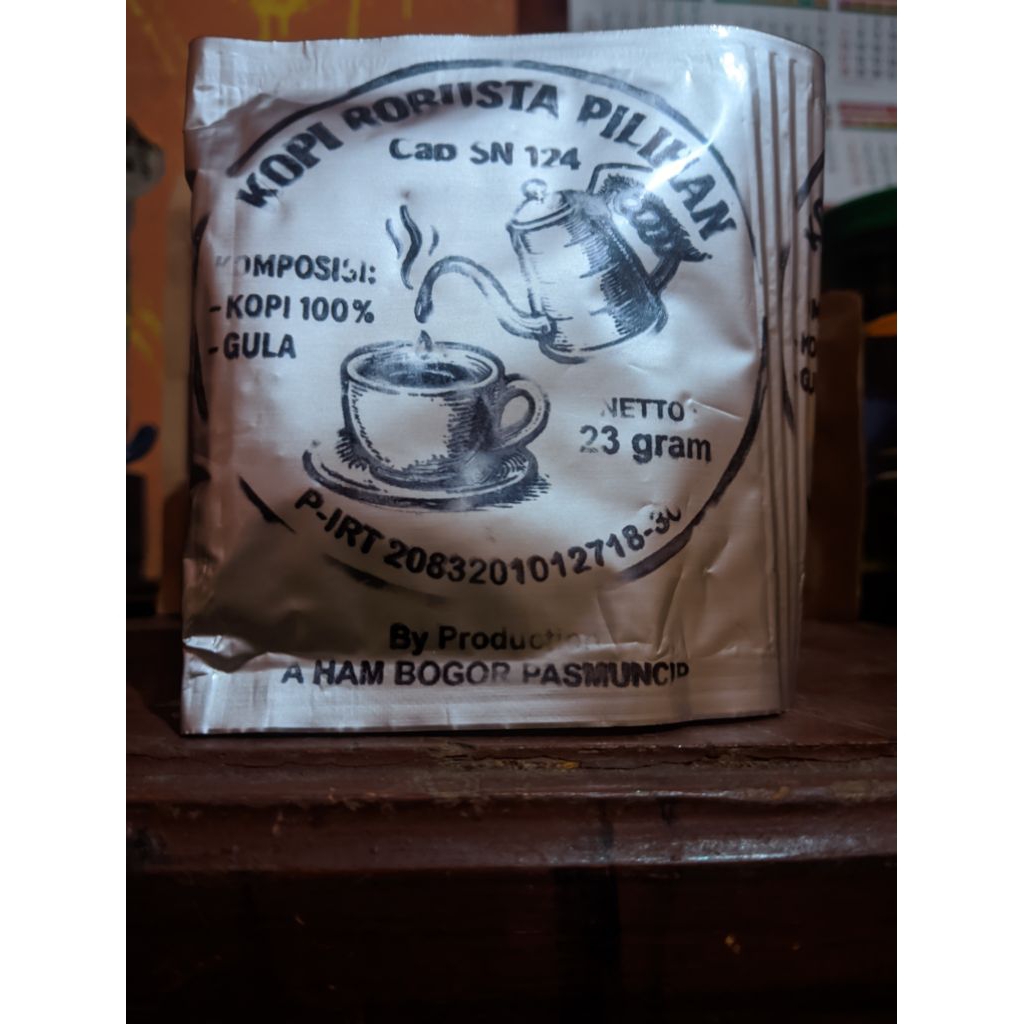 KOPI ROBUSTA PILIHAN
Cap SN 124
KOMPOSISI:
- KOPI 100%
- GULA
NETTO
23 gram
P-IRT 2083201012718-30
By Production
A HAM BOGOR PASMUNCIP